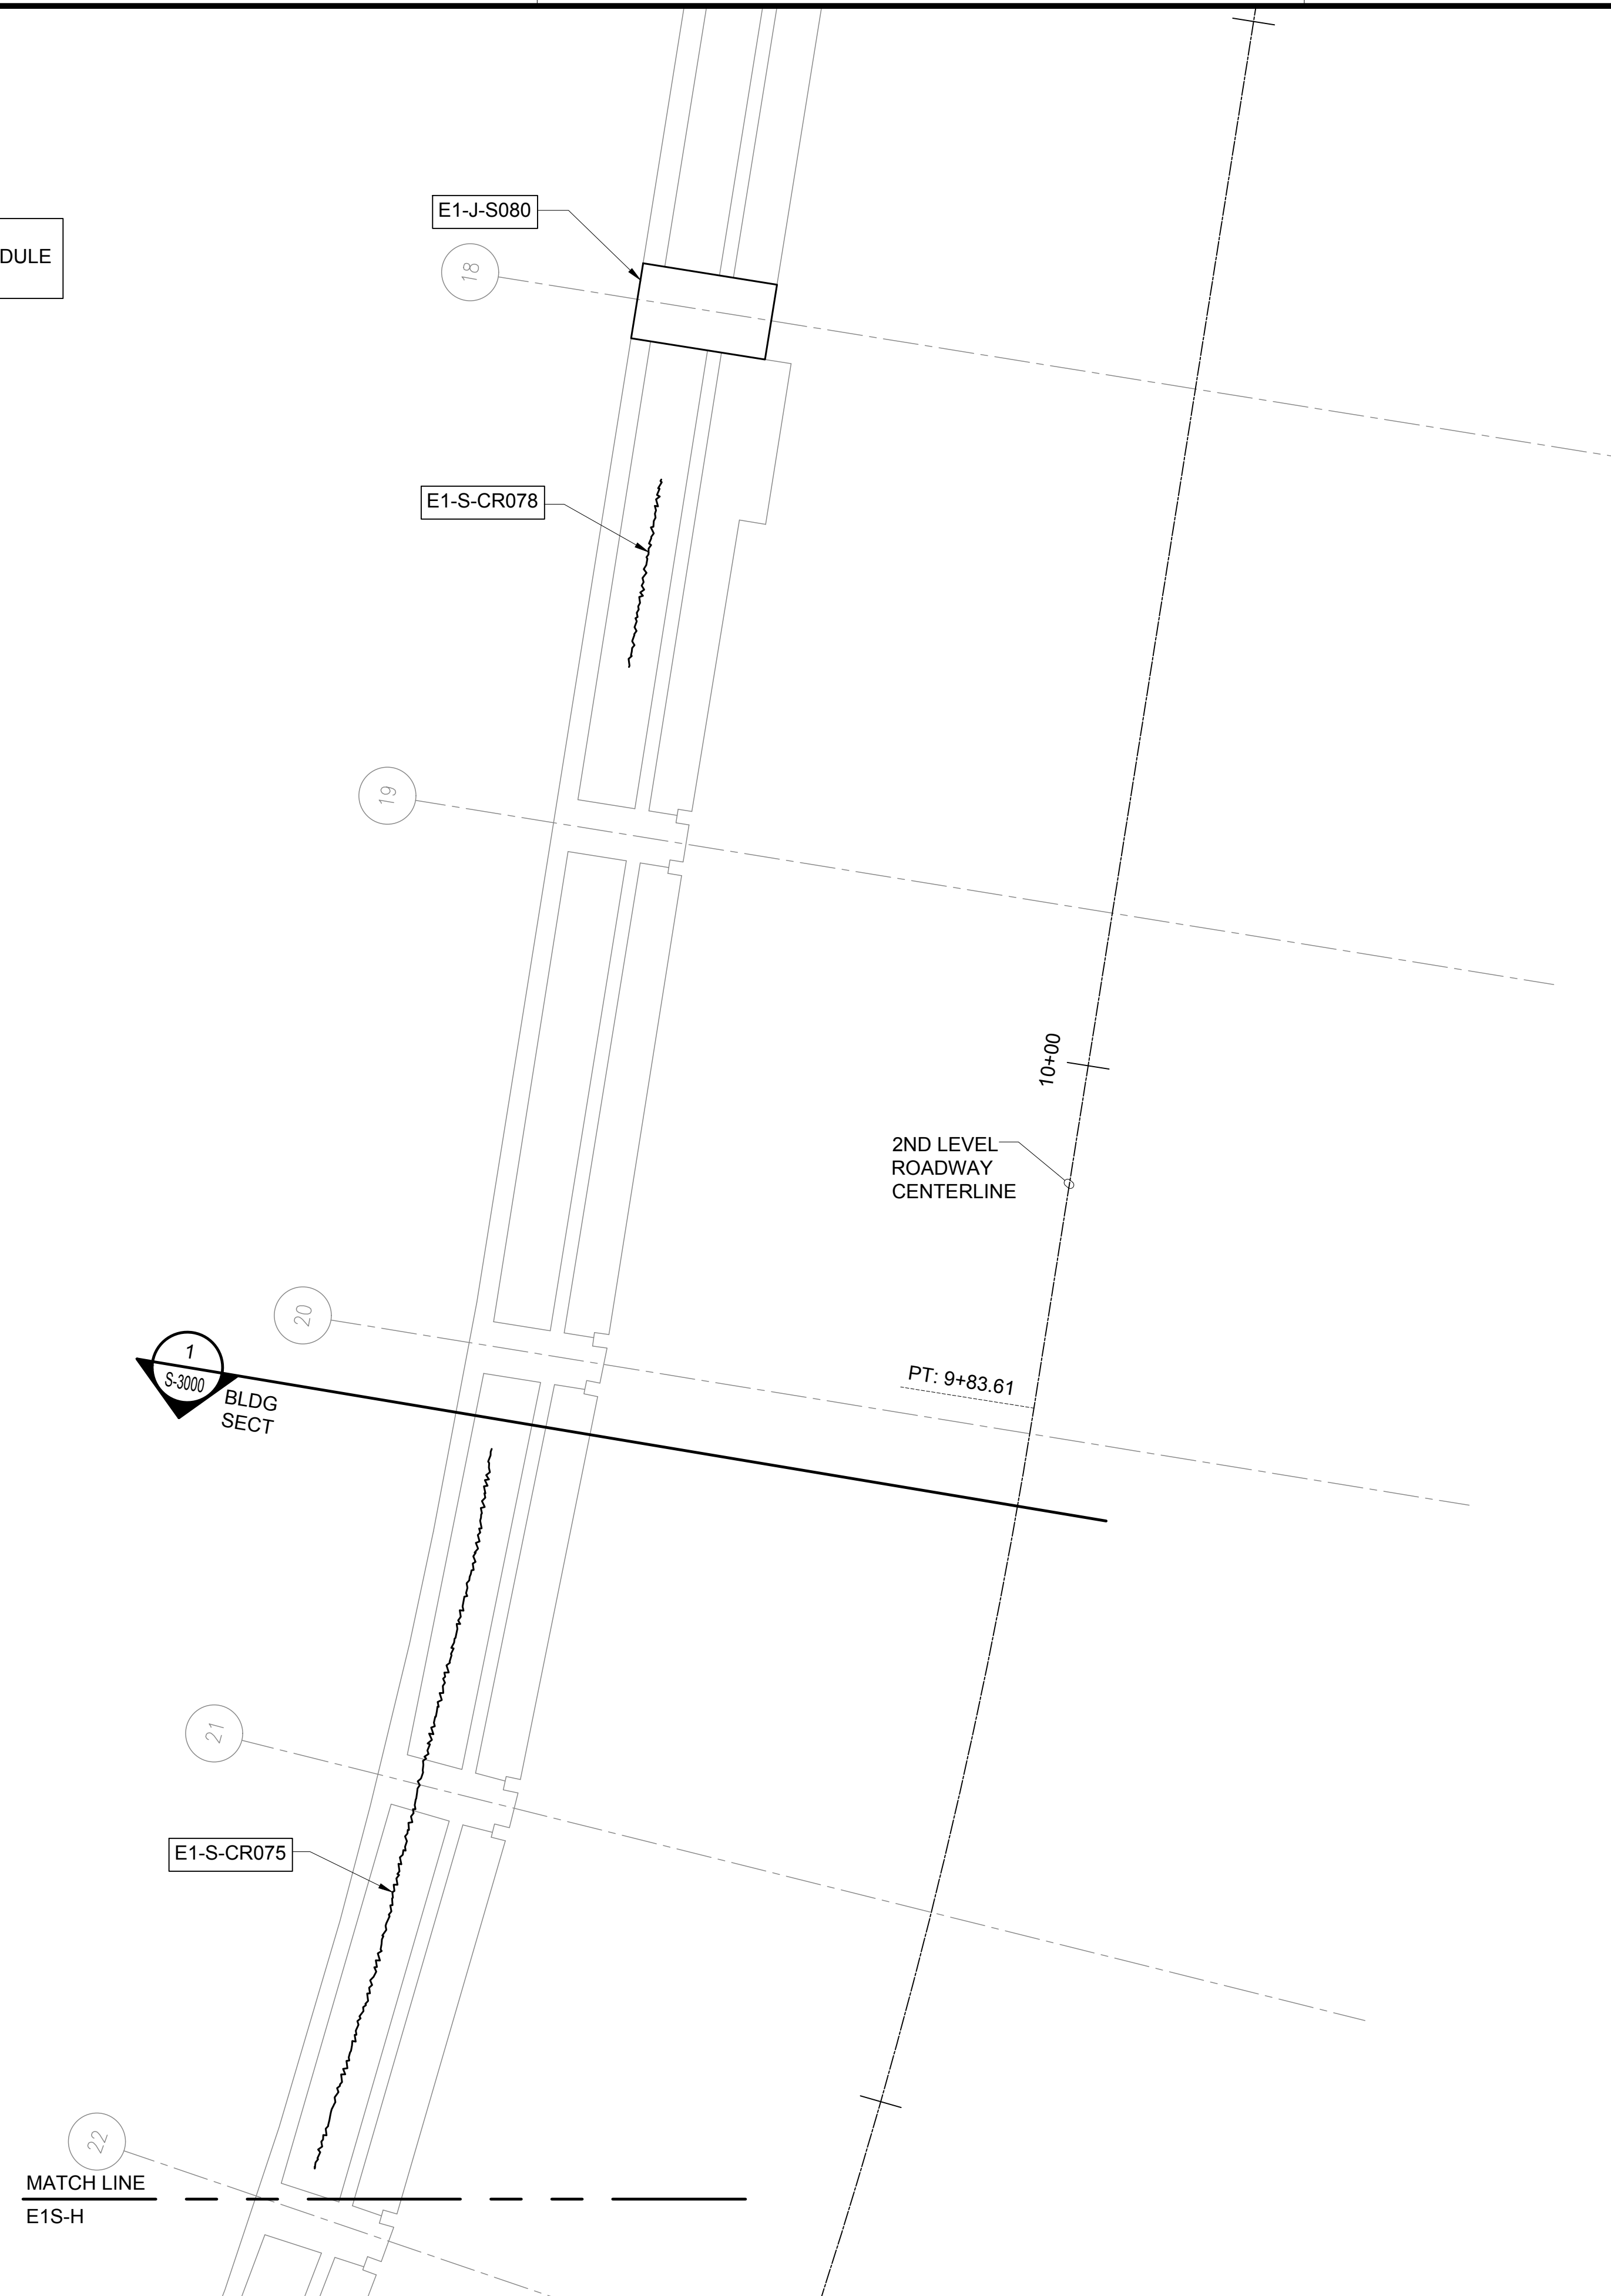 E1-J-S080
DULE
18
E1-S-CR078
19
10+00
2ND LEVEL
ROADWAY
CENTERLINE
20
1
S-3000
BLDG
SECT
PT: 9+83.61
21
E1-S-CR075
22
MATCH LINE
E1S-H